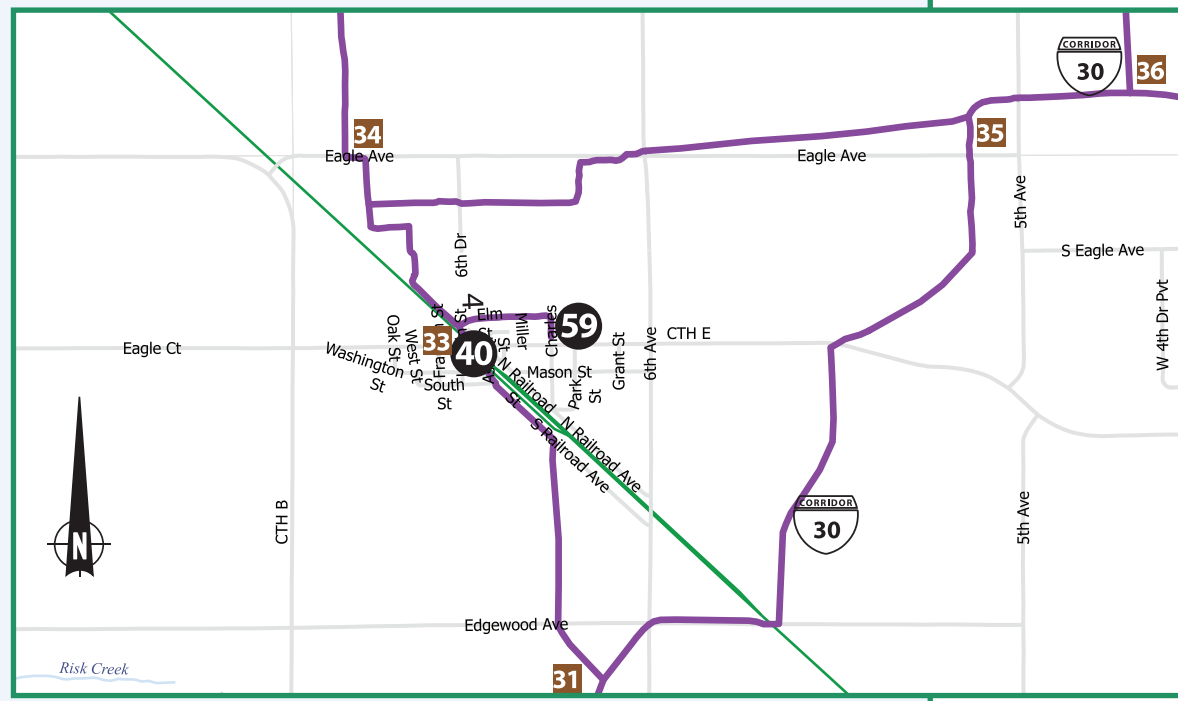 CORRIDOR
30
36
34
35
Eagle Ave
Eagle Ave
5th Ave
S Eagle Ave
6th Dr
4
Elm
St
Miller
St
Charles
59
33
40
Oak St
West St
Eagle Ct
CTH E
6th Ave
Grant St
Washington
St
South
St
Mason St
Park
St
N Railroad
St
N Railroad Ave
S Railroad Ave
W 4th Dr Pvt
CORRIDOR
30
5th Ave
CTH B
N
Edgewood Ave
31
Risk Creek